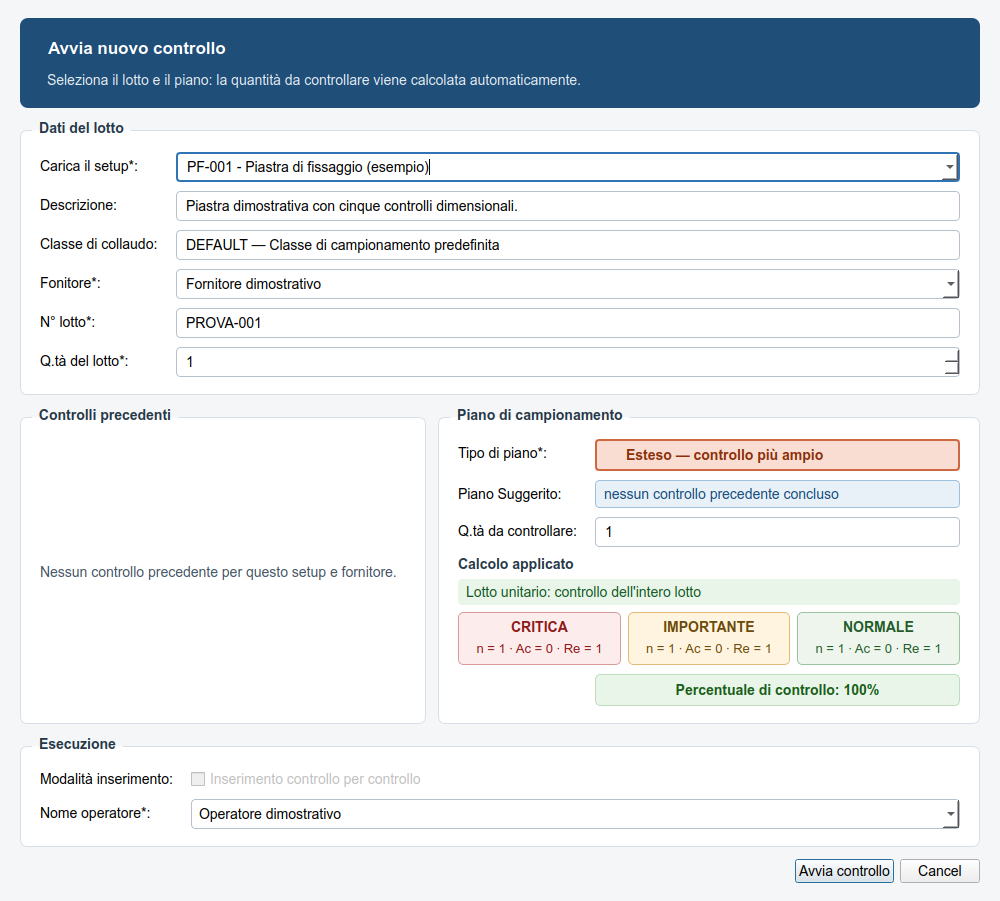 Avvia nuovo controllo
Seleziona il lotto e il piano: la quantità da controllare viene calcolata automaticamente.
Dati del lotto
Carica il setup*: PF-001 - Piastra di fissaggio (esempio)
Descrizione: Piastra dimostrativa con cinque controlli dimensionali.
Classe di collaudo: DEFAULT — Classe di campionamento predefinita
Fonitore*: Fornitore dimostrativo
N° lotto*: PROVA-001
Q.tà del lotto*: 1
Controlli precedenti
Nessun controllo precedente per questo setup e fornitore.
Piano di campionamento
Tipo di piano*: Esteso — controllo più ampio
Piano Suggerito: nessun controllo precedente concluso
Q.tà da controllare: 1
Calcolo applicato
Lotto unitario: controllo dell'intero lotto
CRITICA
n = 1 · Ac = 0 · Re = 1
IMPORTANTE
n = 1 · Ac = 0 · Re = 1
NORMALE
n = 1 · Ac = 0 · Re = 1
Percentuale di controllo: 100%
Esecuzione
Modalità inserimento: Inserimento controllo per controllo
Nome operatore*: Operatore dimostrativo
Avvia controllo Cancel